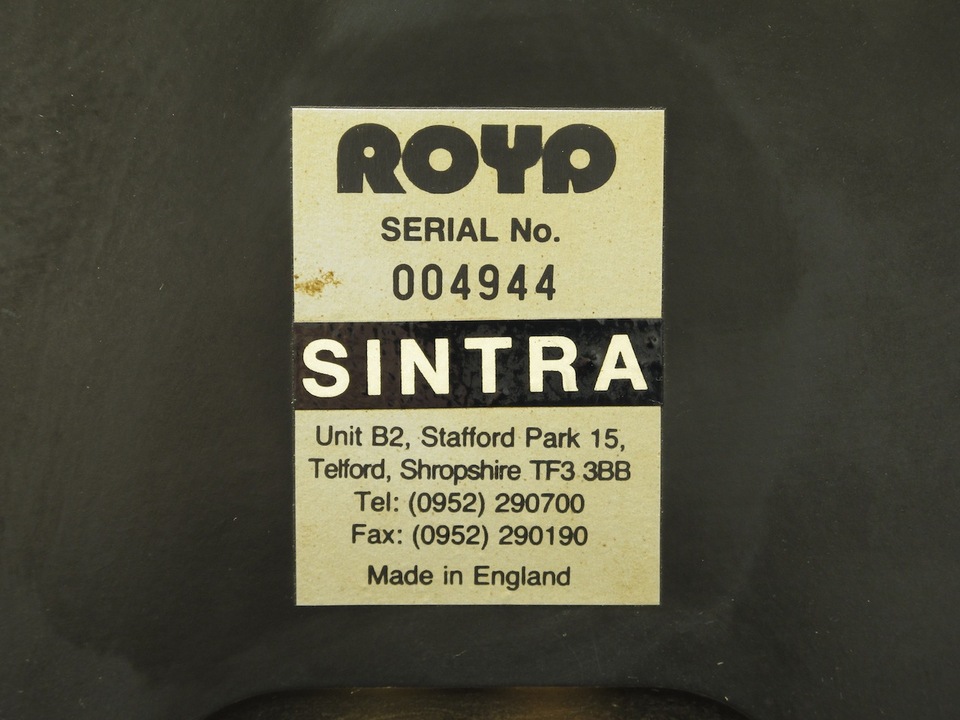 ROYD
SERIAL No.
004944
SINTRA
Unit B2, Stafford Park 15,
Telford, Shropshire TF3 3BB
Tel: (0952) 290700
Fax: (0952) 290190
Made in England